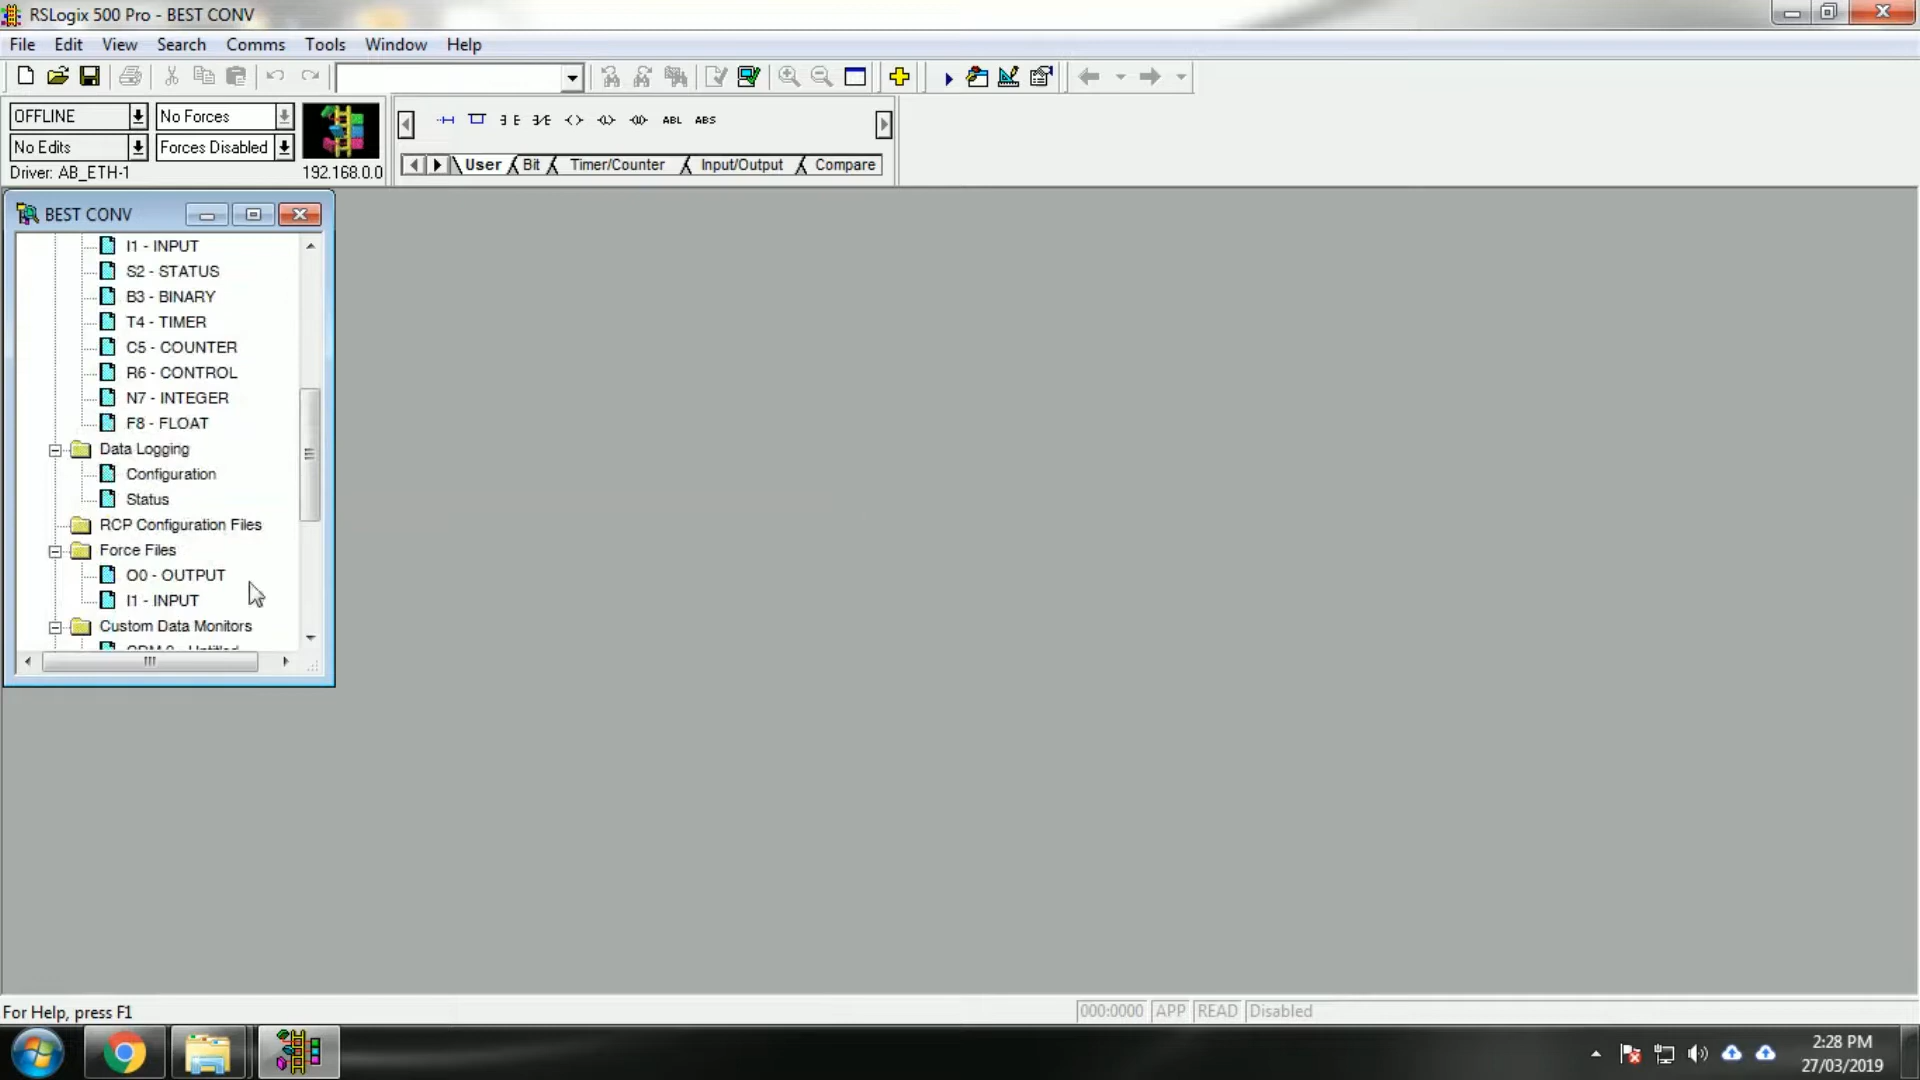 RSLogix 500 Pro - BEST CONV
File Edit View Search Comms Tools Window Help
OFFLINE No Forces
No Edits Forces Disabled
Driver: AB_ETH-1 192.168.0.0
ABL ABS
User Bit Timer/Counter Input/Output Compare
BEST CONV
I1 - INPUT
S2 - STATUS
B3 - BINARY
T4 - TIMER
C5 - COUNTER
R6 - CONTROL
N7 - INTEGER
F8 - FLOAT
Data Logging
Configuration
Status
RCP Configuration Files
Force Files
O0 - OUTPUT
I1 - INPUT
Custom Data Monitors
For Help, press F1
000:0000 APP READ Disabled
2:28 PM
27/03/2019